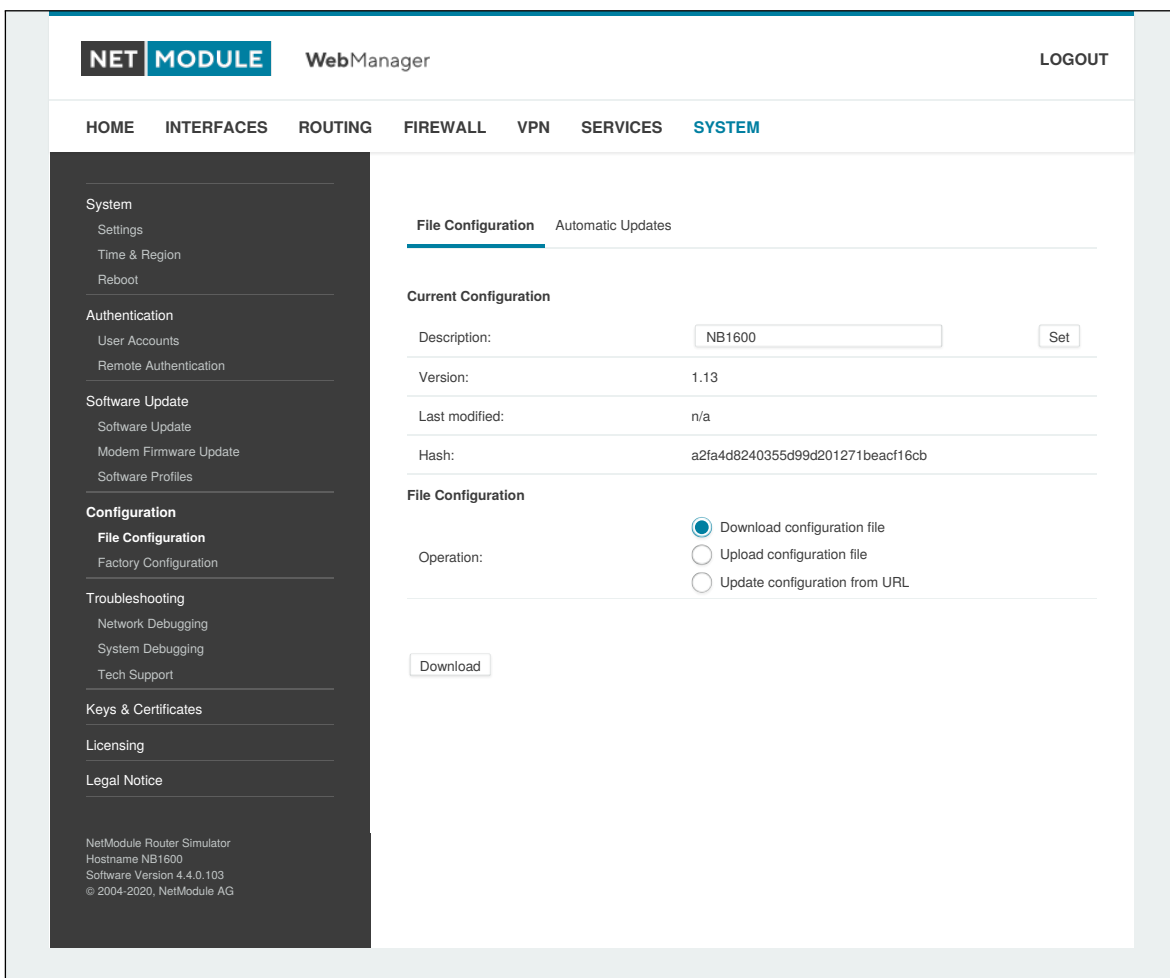 NET MODULE WebManager LOGOUT
HOME INTERFACES ROUTING FIREWALL VPN SERVICES SYSTEM
System
Settings
Time & Region
Reboot
Authentication
User Accounts
Remote Authentication
Software Update
Software Update
Modem Firmware Update
Software Profiles
Configuration
File Configuration
Factory Configuration
Troubleshooting
Network Debugging
System Debugging
Tech Support
Keys & Certificates
Licensing
Legal Notice
NetModule Router Simulator
Hostname NB1600
Software Version 4.4.0.103
© 2004-2020, NetModule AG
File Configuration Automatic Updates
Current Configuration
Description: NB1600 Set
Version: 1.13
Last modified: n/a
Hash: a2fa4d8240355d99d201271beacf16cb
File Configuration
Operation:
Download configuration file
Upload configuration file
Update configuration from URL
Download